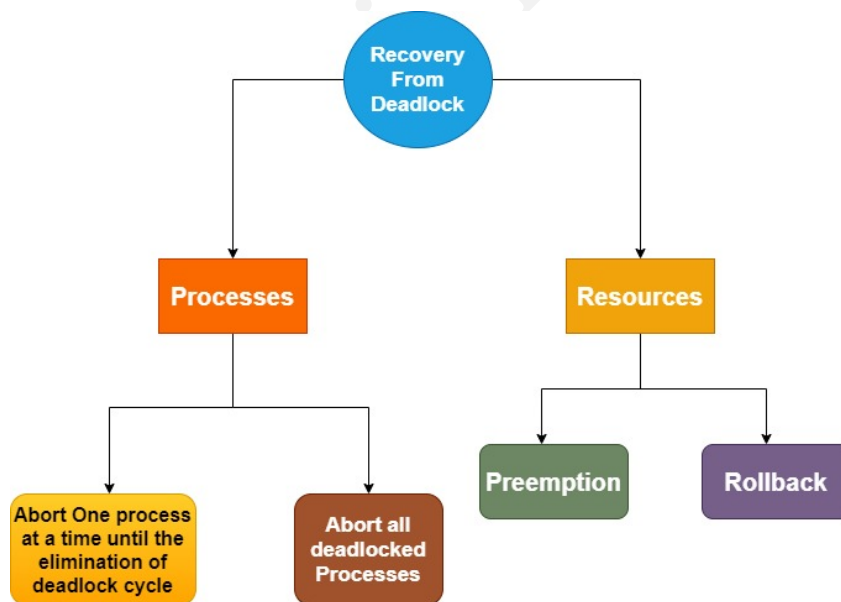 Recovery
From
Deadlock
Processes
Resources
Abort One process
at a time until the
elimination of
deadlock cycle
Abort all
deadlocked
Processes
Preemption
Rollback